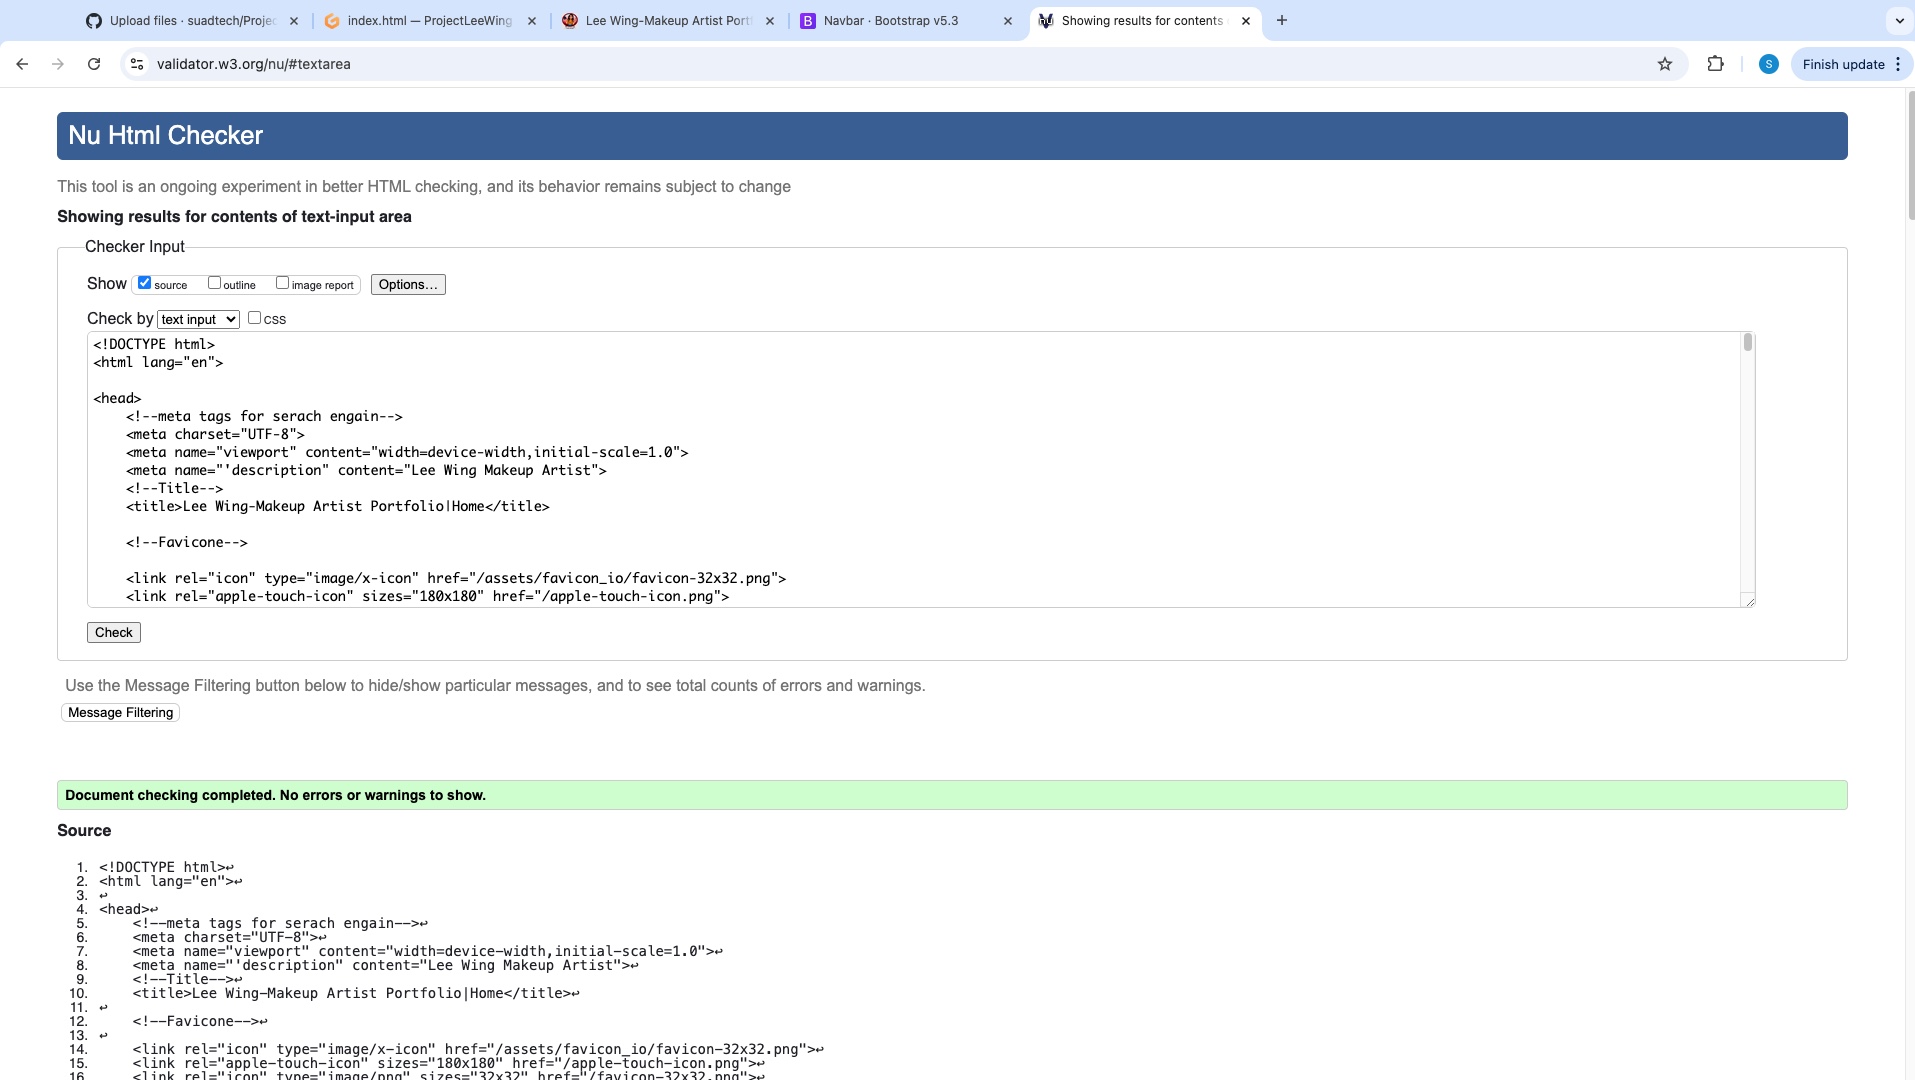 Upload files · suadtech/Projec
index.html — ProjectLeeWing
Lee Wing-Makeup Artist Port
B Navbar · Bootstrap v5.3
Showing results for contents
validator.w3.org/nu/#textarea
S
Finish update
Nu Html Checker
This tool is an ongoing experiment in better HTML checking, and its behavior remains subject to change
Showing results for contents of text-input area
Checker Input
Show source outline image report Options...
Check by text input CSS
<!DOCTYPE html>
<html lang="en">
<head>
<!--meta tags for serach engain-->
<meta charset="UTF-8">
<meta name="viewport" content="width=device-width,initial-scale=1.0">
<meta name="'description" content="Lee Wing Makeup Artist">
<!--Title-->
<title>Lee Wing-Makeup Artist Portfolio|Home</title>
<!--Favicone-->
<link rel="icon" type="image/x-icon" href="/assets/favicon_io/favicon-32x32.png">
<link rel="apple-touch-icon" sizes="180x180" href="/apple-touch-icon.png">
Check
Use the Message Filtering button below to hide/show particular messages, and to see total counts of errors and warnings.
Message Filtering
Document checking completed. No errors or warnings to show.
Source
1. <!DOCTYPE html>↩
2. <html lang="en">↩
3. ↩
4. <head>↩
5. <!--meta tags for serach engain-->↩
6. <meta charset="UTF-8">↩
7. <meta name="viewport" content="width=device-width,initial-scale=1.0">↩
8. <meta name="'description" content="Lee Wing Makeup Artist">↩
9. <!--Title-->↩
10. <title>Lee Wing-Makeup Artist Portfolio|Home</title>↩
11. ↩
12. <!--Favicone-->↩
13. ↩
14. <link rel="icon" type="image/x-icon" href="/assets/favicon_io/favicon-32x32.png">↩
15. <link rel="apple-touch-icon" sizes="180x180" href="/apple-touch-icon.png">↩
16. <link rel="icon" type="image/png" sizes="32x32" href="/favicon-32x32.png">↩